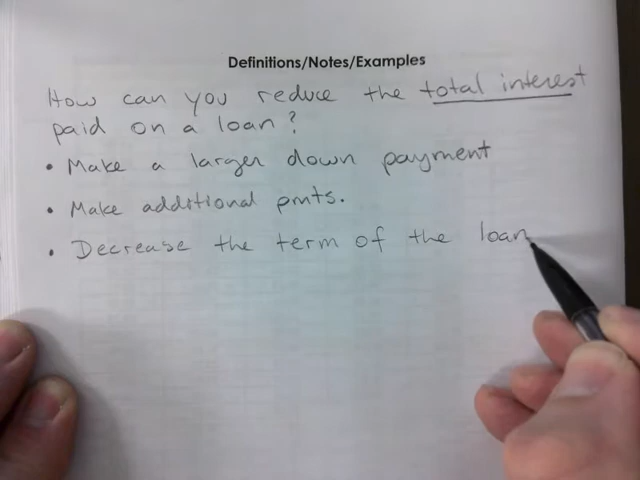 Definitions/Notes/Examples
How can you reduce the total interest
paid on a loan?
• Make a larger down payment
• Make additional pmts.
• Decrease the term of the loan